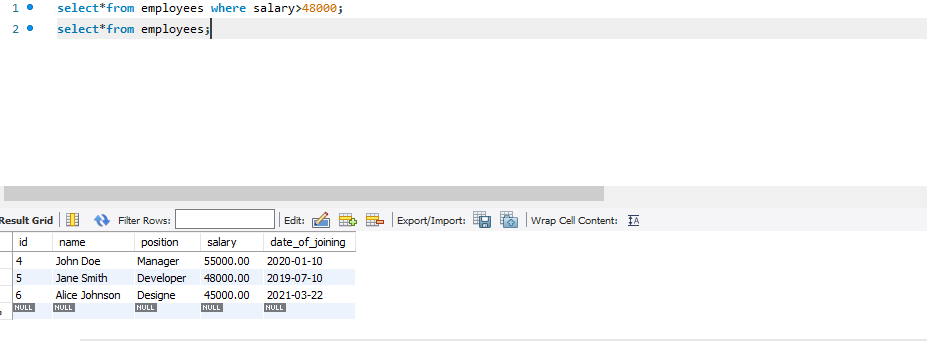 1 select*from employees where salary>48000;
2 select*from employees;
Result Grid Filter Rows: Edit: Export/Import: Wrap Cell Content: IA
id name position salary date_of_joining
4 John Doe Manager 55000.00 2020-01-10
5 Jane Smith Developer 48000.00 2019-07-10
6 Alice Johnson Designe 45000.00 2021-03-22
NULL NULL NULL NULL NULL